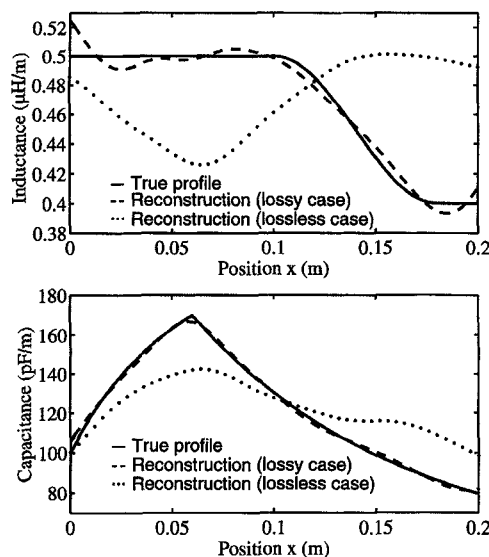 0.52
0.5
0.48
0.46
0.44
0.42
0.4
0.38
Inductance (μH/m)
True profile
Reconstruction (lossy case)
Reconstruction (lossless case)
0 0.05 0.1 0.15 0.2
Position x (m)
180
160
140
120
100
80
Capacitance (pF/m)
True profile
Reconstruction (lossy case)
Reconstruction (lossless case)
0 0.05 0.1 0.15 0.2
Position x (m)